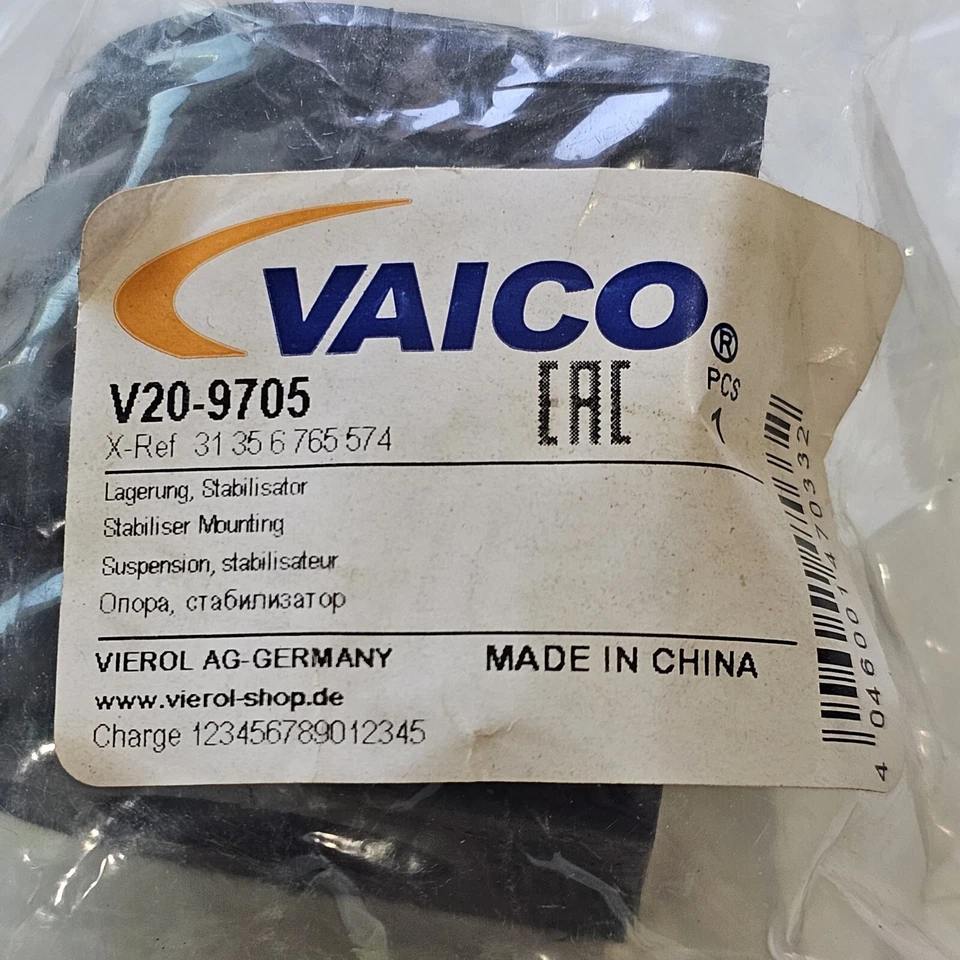 VAICO®
V20-9705
EAC
PCS
1
X-Ref 31 35 6 765 574
Lagerung, Stabilisator
Stabiliser Mounting
Suspension, stabilisateur
Опора, стабилизатор
VIEROL AG-GERMANY
MADE IN CHINA
www.vierol-shop.de
Charge 123456789012345
4 046001 470332